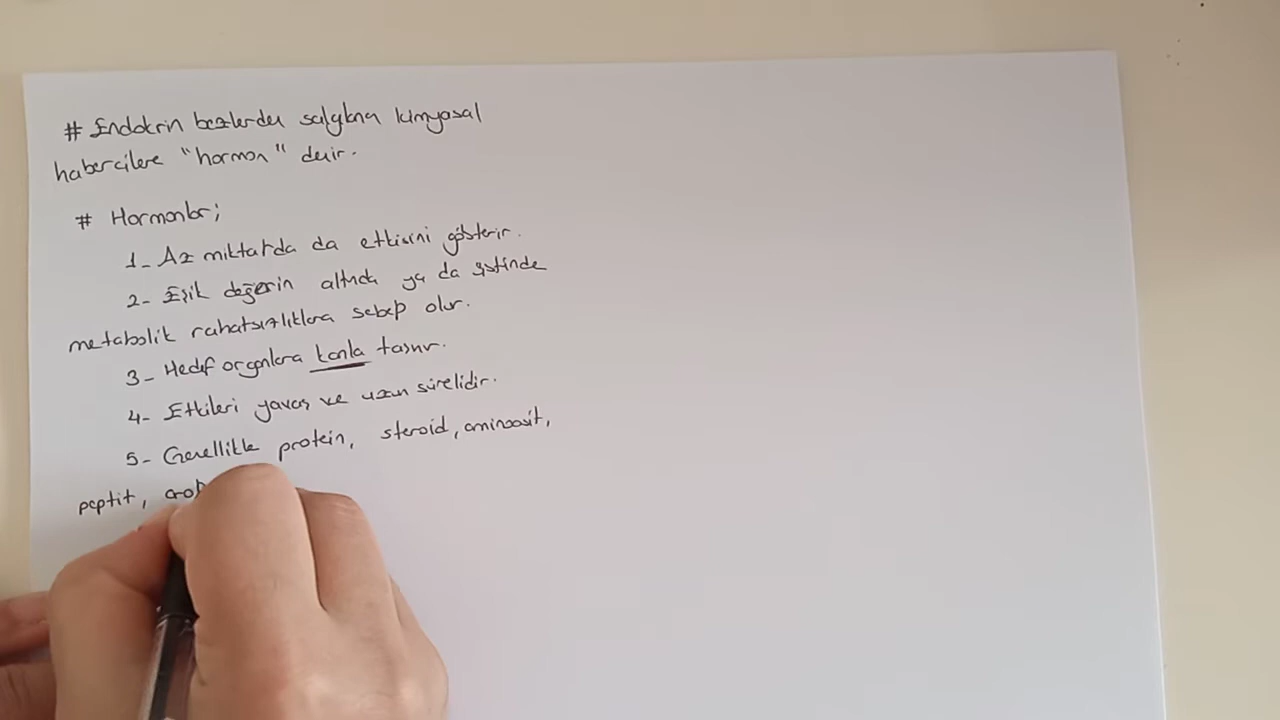 # Endokrin bezlerden salgılanan kimyasal
habercilere "hormon" denir.
# Hormonlar;
1- Az miktarda da etkisini gösterir.
2- Eşik değerin altında ya da üstünde
metabolik rahatsızlıklara sebep olur.
3- Hedef organlara kanla taşınır.
4- Etkileri yavaş ve uzun sürelidir.
5- Genellikle protein, steroid, aminoasit,
peptit,